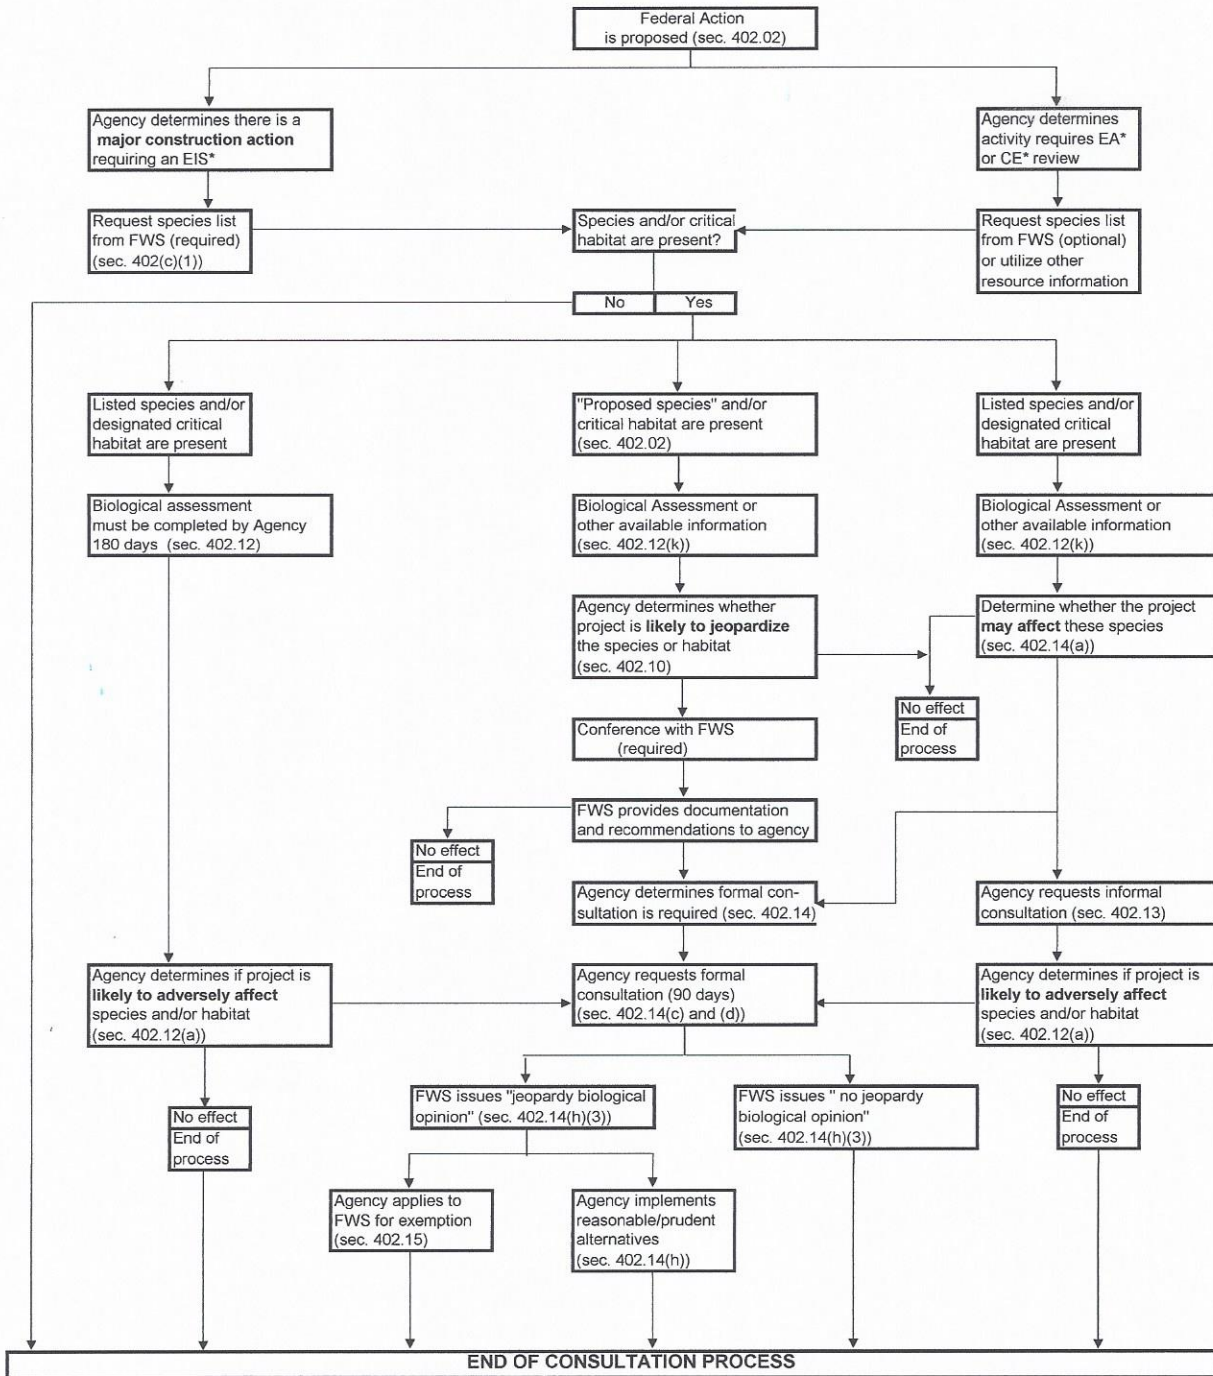 Federal Action
is proposed (sec. 402.02)
Agency determines there is a
major construction action
requiring an EIS*
Agency determines
activity requires EA*
or CE* review
Request species list
from FWS (required)
(sec. 402(c)(1))
Species and/or critical
habitat are present?
Request species list
from FWS (optional)
or utilize other
resource information
No
Yes
Listed species and/or
designated critical
habitat are present
"Proposed species" and/or
critical habitat are present
(sec. 402.02)
Listed species and/or
designated critical
habitat are present
Biological assessment
must be completed by Agency
180 days (sec. 402.12)
Biological Assessment or
other available information
(sec. 402.12(k))
Biological Assessment or
other available information
(sec. 402.12(k))
Agency determines whether
project is likely to jeopardize
the species or habitat
(sec. 402.10)
Determine whether the project
may affect these species
(sec. 402.14(a))
No effect
End of
process
Conference with FWS
(required)
FWS provides documentation
and recommendations to agency
No effect
End of
process
Agency determines formal con-
sultation is required (sec. 402.14)
Agency requests informal
consultation (sec. 402.13)
Agency determines if project is
likely to adversely affect
species and/or habitat
(sec. 402.12(a))
Agency requests formal
consultation (90 days)
(sec. 402.14(c) and (d))
Agency determines if project is
likely to adversely affect
species and/or habitat
(sec. 402.12(a))
No effect
End of
process
FWS issues "jeopardy biological
opinion" (sec. 402.14(h)(3))
FWS issues " no jeopardy
biological opinion"
(sec. 402.14(h)(3))
No effect
End of
process
Agency applies to
FWS for exemption
(sec. 402.15)
Agency implements
reasonable/prudent
alternatives
(sec. 402.14(h))
END OF CONSULTATION PROCESS